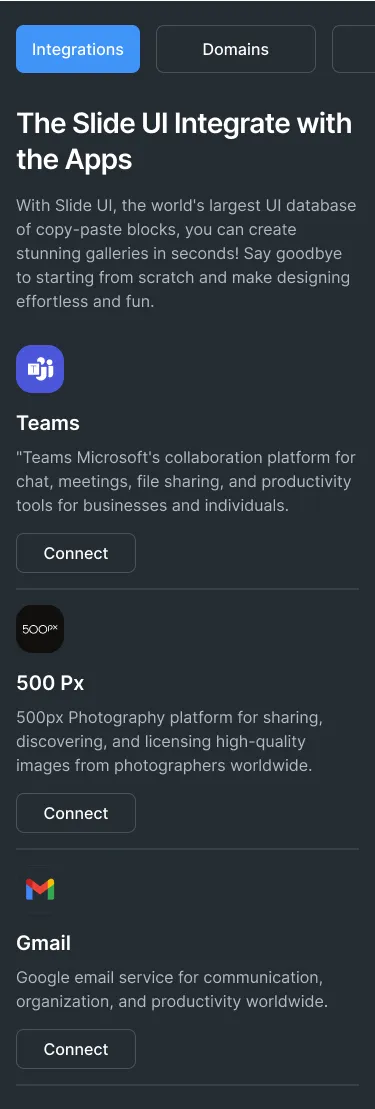 Integrations
Domains
The Slide UI Integrate with
the Apps
With Slide UI, the world's largest UI database
of copy-paste blocks, you can create
stunning galleries in seconds! Say goodbye
to starting from scratch and make designing
effortless and fun.
Teams
"Teams Microsoft's collaboration platform for
chat, meetings, file sharing, and productivity
tools for businesses and individuals.
Connect
500px
500 Px
500px Photography platform for sharing,
discovering, and licensing high-quality
images from photographers worldwide.
Connect
Gmail
Google email service for communication,
organization, and productivity worldwide.
Connect